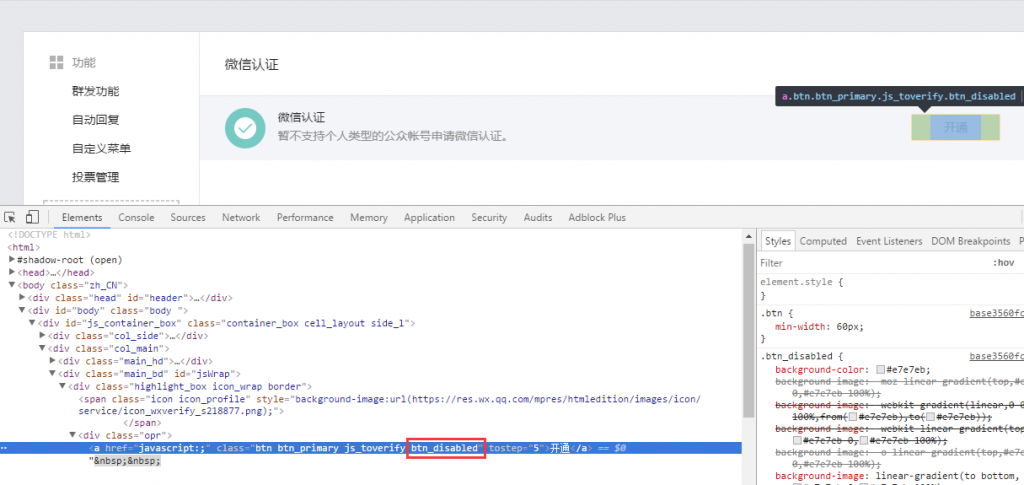 功能
群发功能
自动回复
自定义菜单
投票管理
微信认证
微信认证
暂不支持个人类型的公众帐号申请微信认证。
a.btn.btn_primary.js_toverify.btn_disabled
开通
Elements Console Sources Network Performance Memory Application Security Audits Adblock Plus
<!DOCTYPE html>
<html>
#shadow-root (open)
<head>…</head>
<body class="zh_CN">
<div class="head" id="header">…</div>
<div id="body" class="body ">
<div id="js_container_box" class="container_box cell_layout side_l">
<div class="col_side">…</div>
<div class="col_main">
<div class="main_hd">…</div>
<div class="main_bd" id="jsWrap">
<div class="highlight_box icon_wrap border">
<span class="icon icon_profile" style="background-image:url(https://res.wx.qq.com/mpres/htmledition/images/icon/
service/icon_wxverify_s218877.png);">
</span>
<div class="opr">
<a href="javascript:;" class="btn btn_primary js_toverify btn_disabled" tostep="5">开通</a> == $0
"&nbsp;&nbsp;
Styles Computed Event Listeners DOM Breakpoints P
Filter :hov
element.style {
}
.btn { base3560fc
min-width: 60px;
}
.btn_disabled { base3560fc
background-color: #e7e7eb;
background-image: -moz-linear-gradient(top,#e
#e7e7eb 100%);
background-image: -webkit-gradient(linear,0 0
100%,from(#e7e7eb),to(#e7e7eb));
background-image: -webkit-linear-gradient(top
#e7e7eb 0,#e7e7eb 100%);
background-image: -o-linear-gradient(top,#e7e
0,#e7e7eb 100%);
background-image: linear-gradient(to bottom,